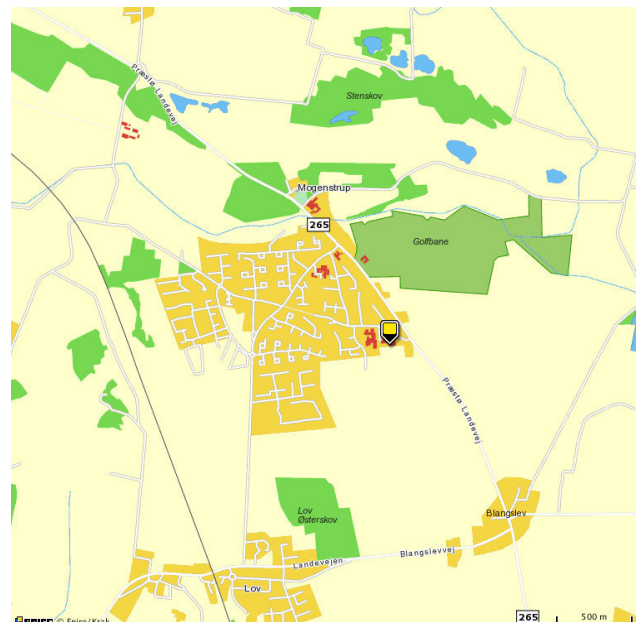 Præstø Landevej
Stenskov
Mogenstrup
265
Golfbane
Præstø Landevej
Lov
Østerskov
Blangslev
Blangslevvej
Landevejen
Lov
© Eniro/Krak
265
500 m